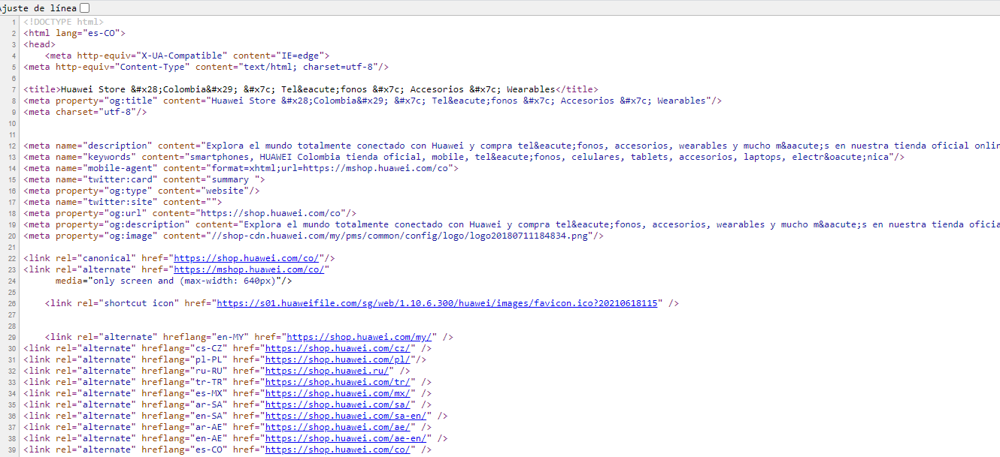 Ajuste de línea
1 <!DOCTYPE html>
2 <html lang="es-CO">
3 <head>
4     <meta http-equiv="X-UA-Compatible" content="IE=edge">
5 <meta http-equiv="Content-Type" content="text/html; charset=utf-8"/>
6
7 <title>Huawei Store &#x28;Colombia&#x29; &#x7c; Tel&eacute;fonos &#x7c; Accesorios &#x7c; Wearables</title>
8 <meta property="og:title" content="Huawei Store &#x28;Colombia&#x29; &#x7c; Tel&eacute;fonos &#x7c; Accesorios &#x7c; Wearables"/>
9 <meta charset="utf-8"/>
10
11
12 <meta name="description" content="Explora el mundo totalmente conectado con Huawei y compra tel&eacute;fonos, accesorios, wearables y mucho m&aacute;s en nuestra tienda oficial onlin
13 <meta name="keywords" content="smartphones, HUAWEI Colombia tienda oficial, mobile, tel&eacute;fonos, celulares, tablets, accesorios, laptops, electr&oacute;nica"/>
14 <meta name="mobile-agent" content="format=xhtml;url=https://mshop.huawei.com/co">
15 <meta name="twitter:card" content="summary ">
16 <meta property="og:type" content="website"/>
17 <meta name="twitter:site" content="">
18 <meta property="og:url" content="https://shop.huawei.com/co"/>
19 <meta property="og:description" content="Explora el mundo totalmente conectado con Huawei y compra tel&eacute;fonos, accesorios, wearables y mucho m&aacute;s en nuestra tienda oficia
20 <meta property="og:image" content="//shop-cdn.huawei.com/my/pms/common/config/logo/logo20180711184834.png"/>
21
22 <link rel="canonical" href="https://shop.huawei.com/co/"/>
23 <link rel="alternate" href="https://mshop.huawei.com/co/"
24       media="only screen and (max-width: 640px)"/>
25
26     <link rel="shortcut icon" href="https://s01.huaweifile.com/sg/web/1.10.6.300/huawei/images/favicon.ico?20210618115" />
27
28
29     <link rel="alternate" hreflang="en-MY" href="https://shop.huawei.com/my/" />
30 <link rel="alternate" hreflang="cs-CZ" href="https://shop.huawei.com/cz/" />
31 <link rel="alternate" hreflang="pl-PL" href="https://shop.huawei.com/pl/"/>
32 <link rel="alternate" hreflang="ru-RU" href="https://shop.huawei.ru/" />
33 <link rel="alternate" hreflang="tr-TR" href="https://shop.huawei.com/tr/" />
34 <link rel="alternate" hreflang="es-MX" href="https://shop.huawei.com/mx/" />
35 <link rel="alternate" hreflang="ar-SA" href="https://shop.huawei.com/sa/" />
36 <link rel="alternate" hreflang="en-SA" href="https://shop.huawei.com/sa-en/" />
37 <link rel="alternate" hreflang="ar-AE" href="https://shop.huawei.com/ae/" />
38 <link rel="alternate" hreflang="en-AE" href="https://shop.huawei.com/ae-en/" />
39 <link rel="alternate" hreflang="es-CO" href="https://shop.huawei.com/co/" />